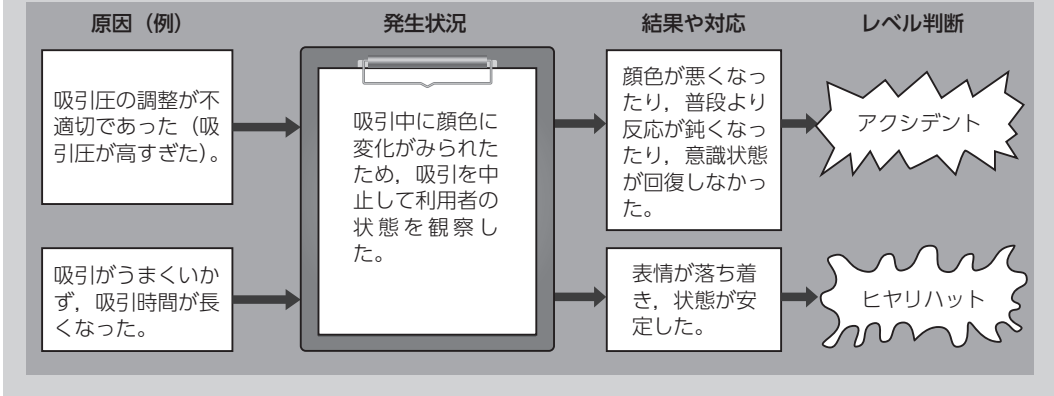 原因（例）
発生状況
結果や対応
レベル判断
吸引圧の調整が不
適切であった（吸
引圧が高すぎた）。
吸引がうまくいか
ず，吸引時間が長
くなった。
吸引中に顔色に
変化がみられた
ため，吸引を中
止して利用者の
状態を観察し
た。
顔色が悪くなっ
たり，普段より
反応が鈍くなっ
たり，意識状態
が回復しなかっ
た。
表情が落ち着
き，状態が安
定した。
アクシデント
ヒヤリハット